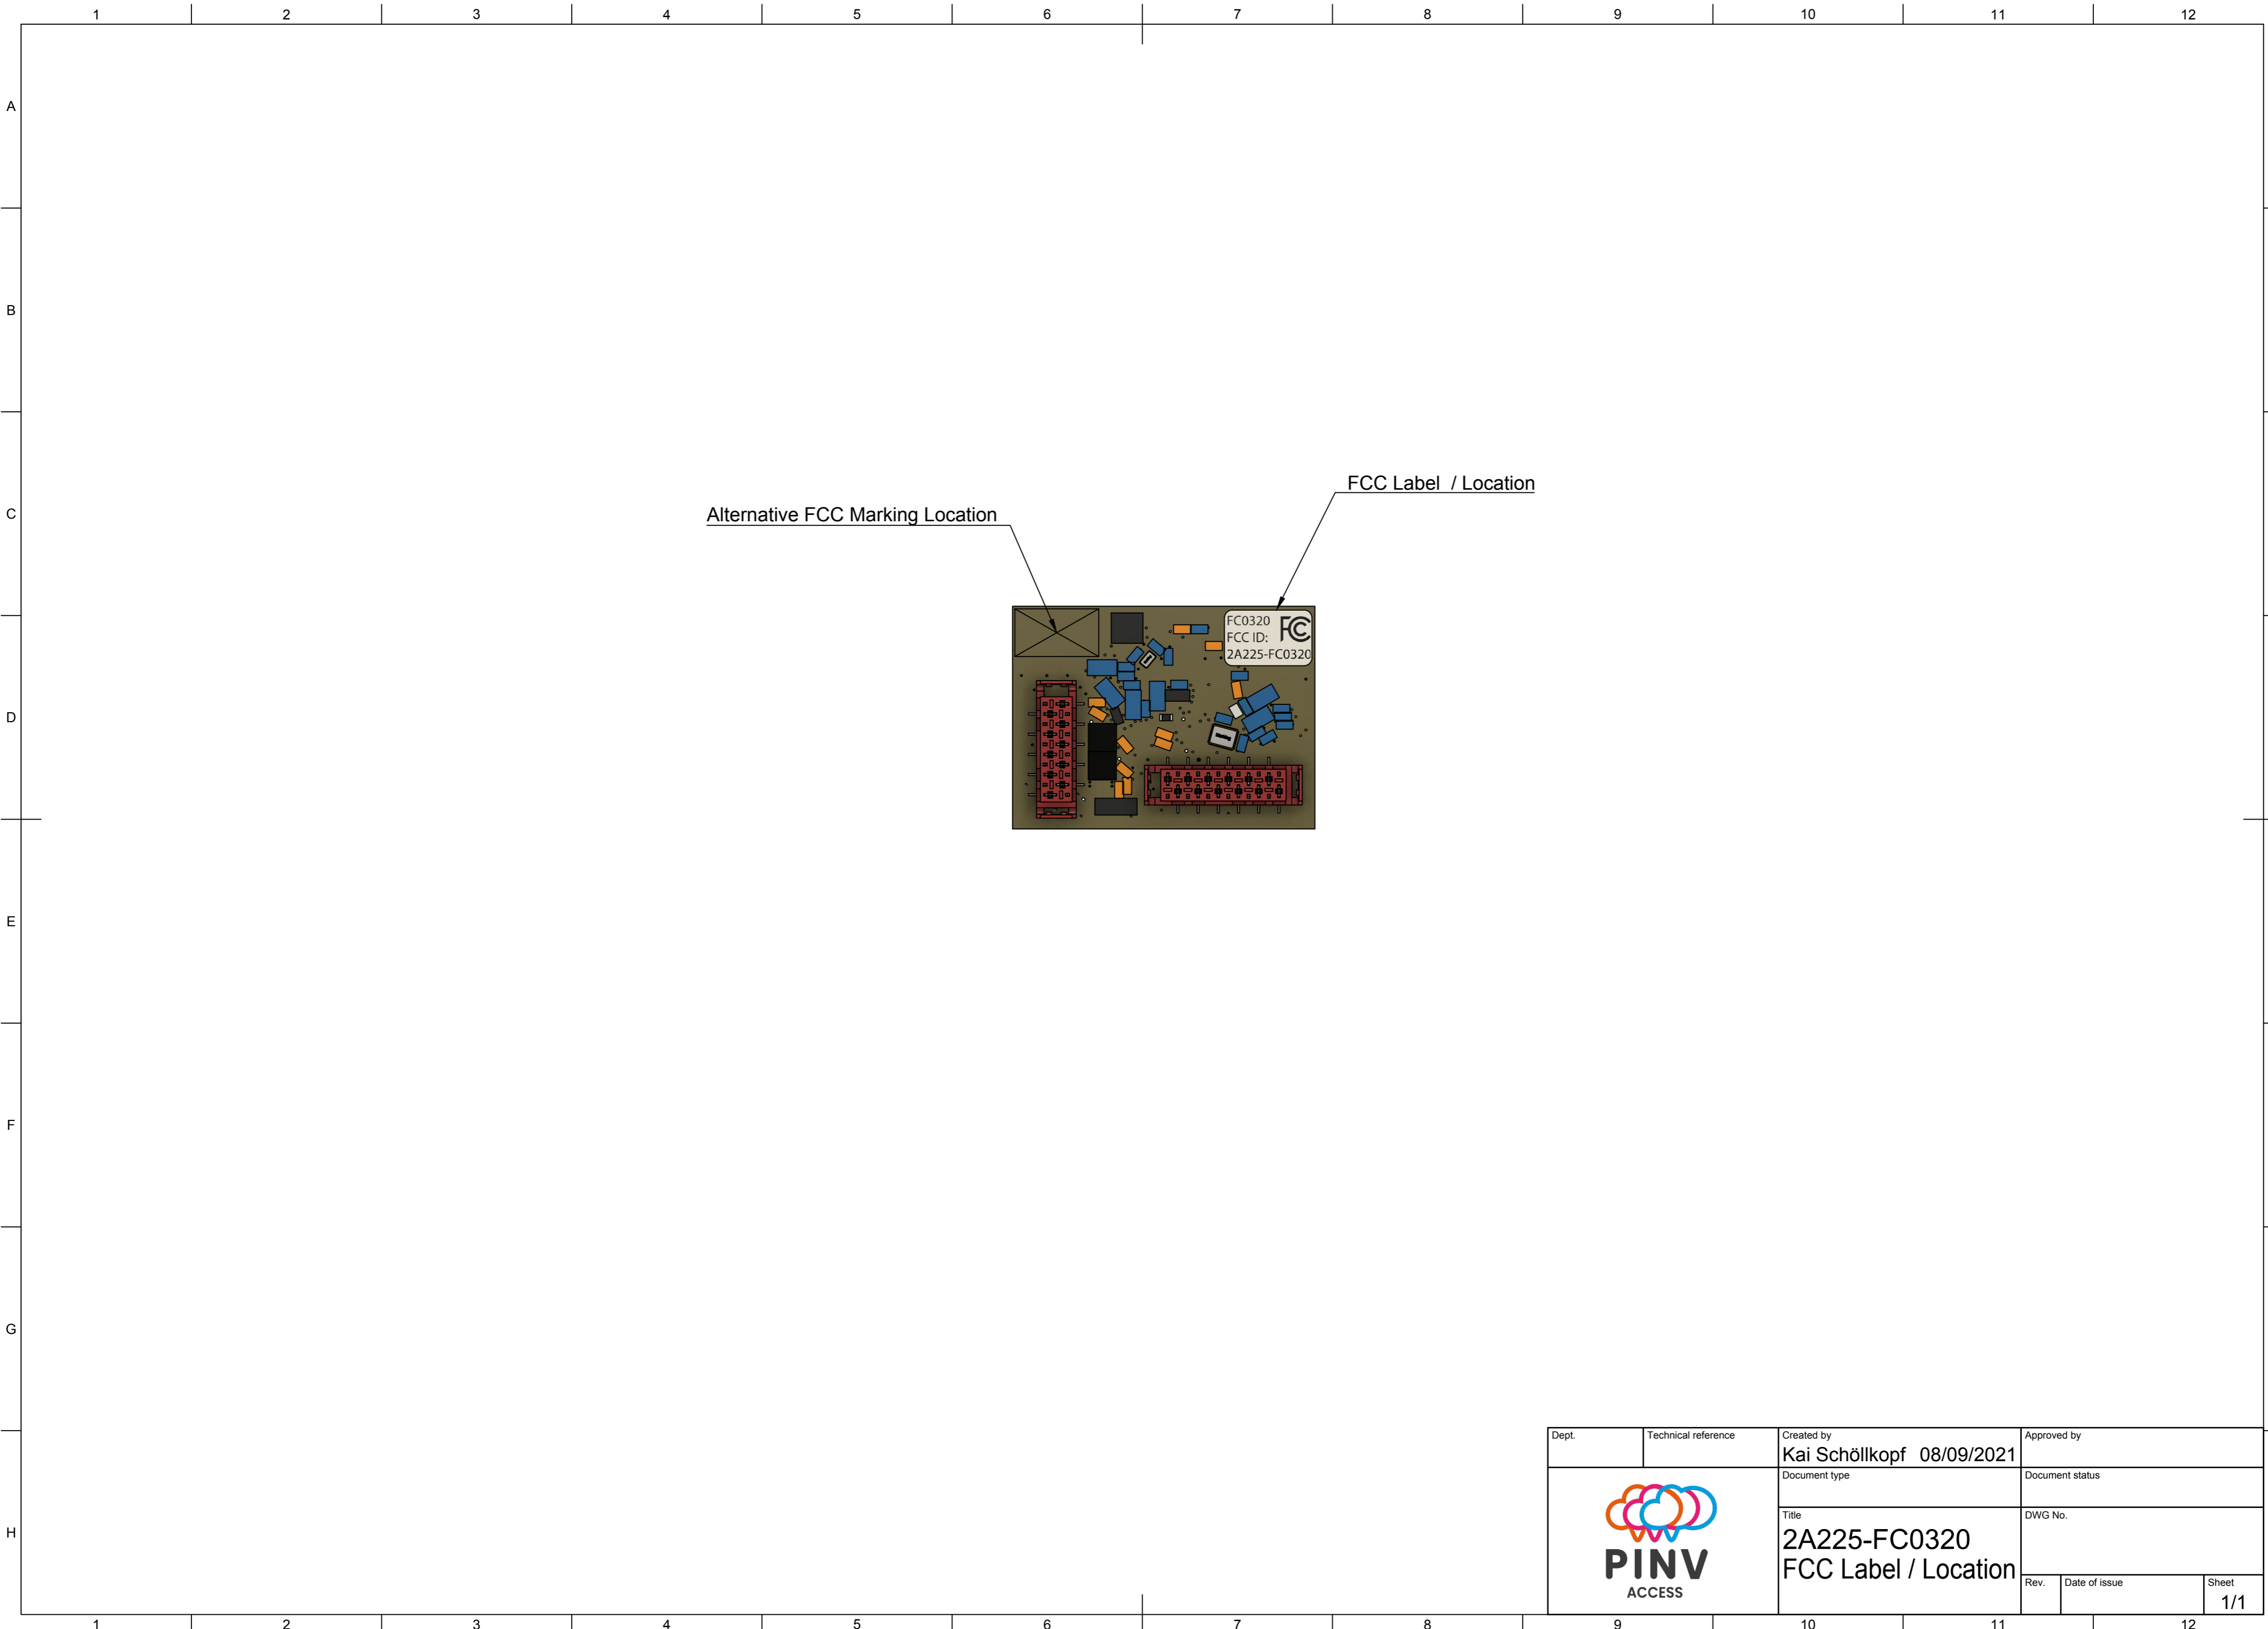 1 2 3 4 5 6 7 8 9 10 11 12
A
B
C
D
E
F
G
H
FCC Label / Location
Alternative FCC Marking Location
FC0320
FC
FCC ID:
2A225-FC0320
Dept.
Technical reference
Created by
Kai Schöllkopf 08/09/2021
Approved by
Document type
Document status
Title
2A225-FC0320
FCC Label / Location
DWG No.
Rev.
Date of issue
Sheet
1/1
PINV
ACCESS
1 2 3 4 5 6 7 8 9 10 11 12